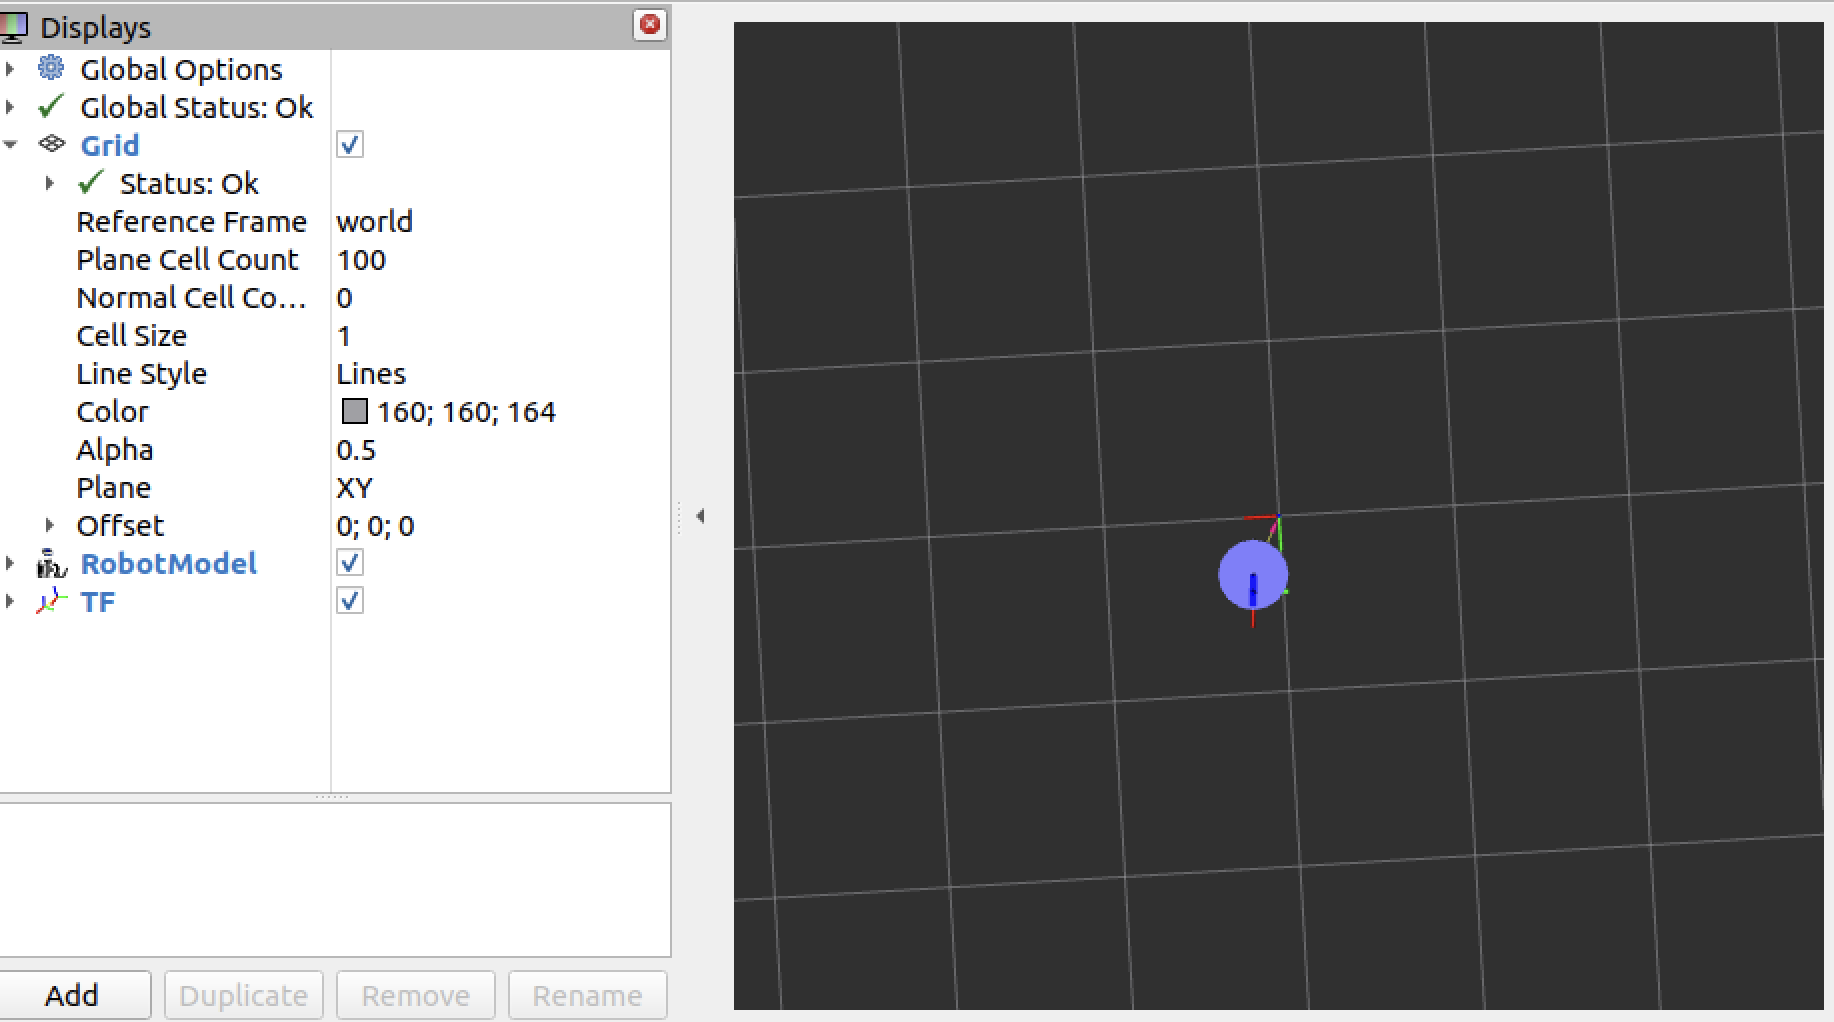 Displays
Global Options
Global Status: Ok
Grid
Status: Ok
Reference Frame world
Plane Cell Count 100
Normal Cell Co... 0
Cell Size 1
Line Style Lines
Color 160; 160; 164
Alpha 0.5
Plane XY
Offset 0; 0; 0
RobotModel
TF
Add Duplicate Remove Rename